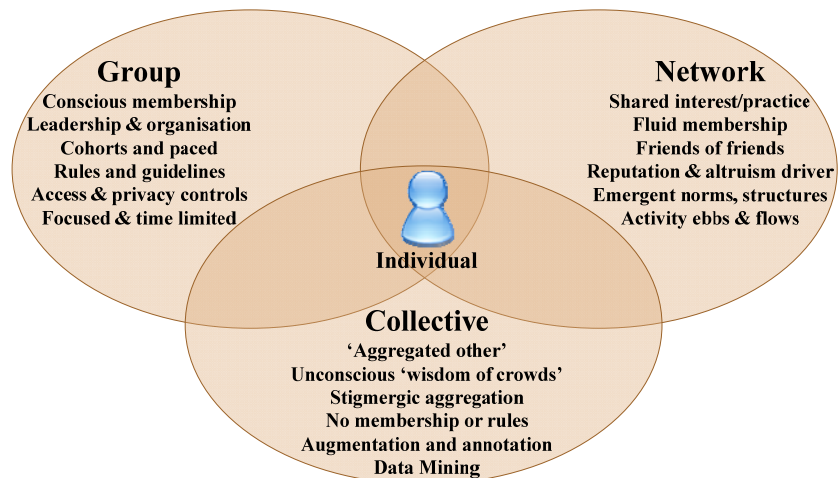 Group
Conscious membership
Leadership & organisation
Cohorts and paced
Rules and guidelines
Access & privacy controls
Focused & time limited
Network
Shared interest/practice
Fluid membership
Friends of friends
Reputation & altruism driver
Emergent norms, structures
Activity ebbs & flows
Individual
Collective
‘Aggregated other’
Unconscious ‘wisdom of crowds’
Stigmergic aggregation
No membership or rules
Augmentation and annotation
Data Mining